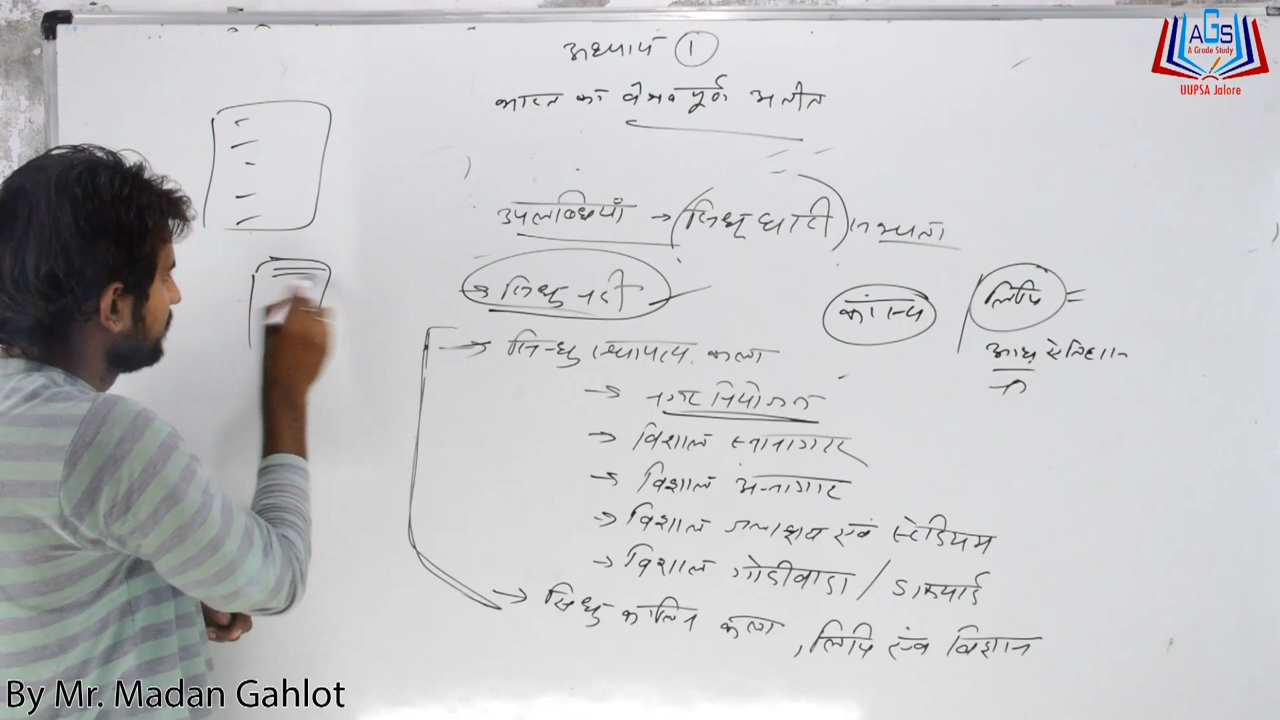 अध्याय 1
भारत का वैभवपूर्ण अतीत
उपलब्धियाँ → (सिंधु घाटी) सभ्यता
→ सिंधु नदी
कांस्य
लिपि =
आद्य ऐतिहास
→ सिन्धु स्थापत्य कला
→ नगर नियोजन
→ विशाल स्नानागार
→ विशाल अन्नागार
→ विशाल जलाशय एवं स्टेडियम
→ विशाल गोदीवाडा / डाकयार्ड
→ सिंधु कालिन कला, लिपि एंव विज्ञान
AGS
A Grade Study
UUPSA Jalore
By Mr. Madan Gahlot